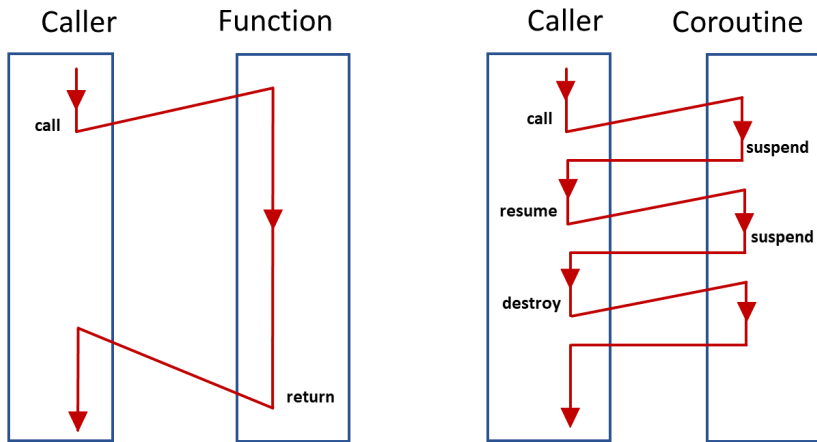 Caller
Function
call
return
Caller
Coroutine
call
suspend
resume
suspend
destroy